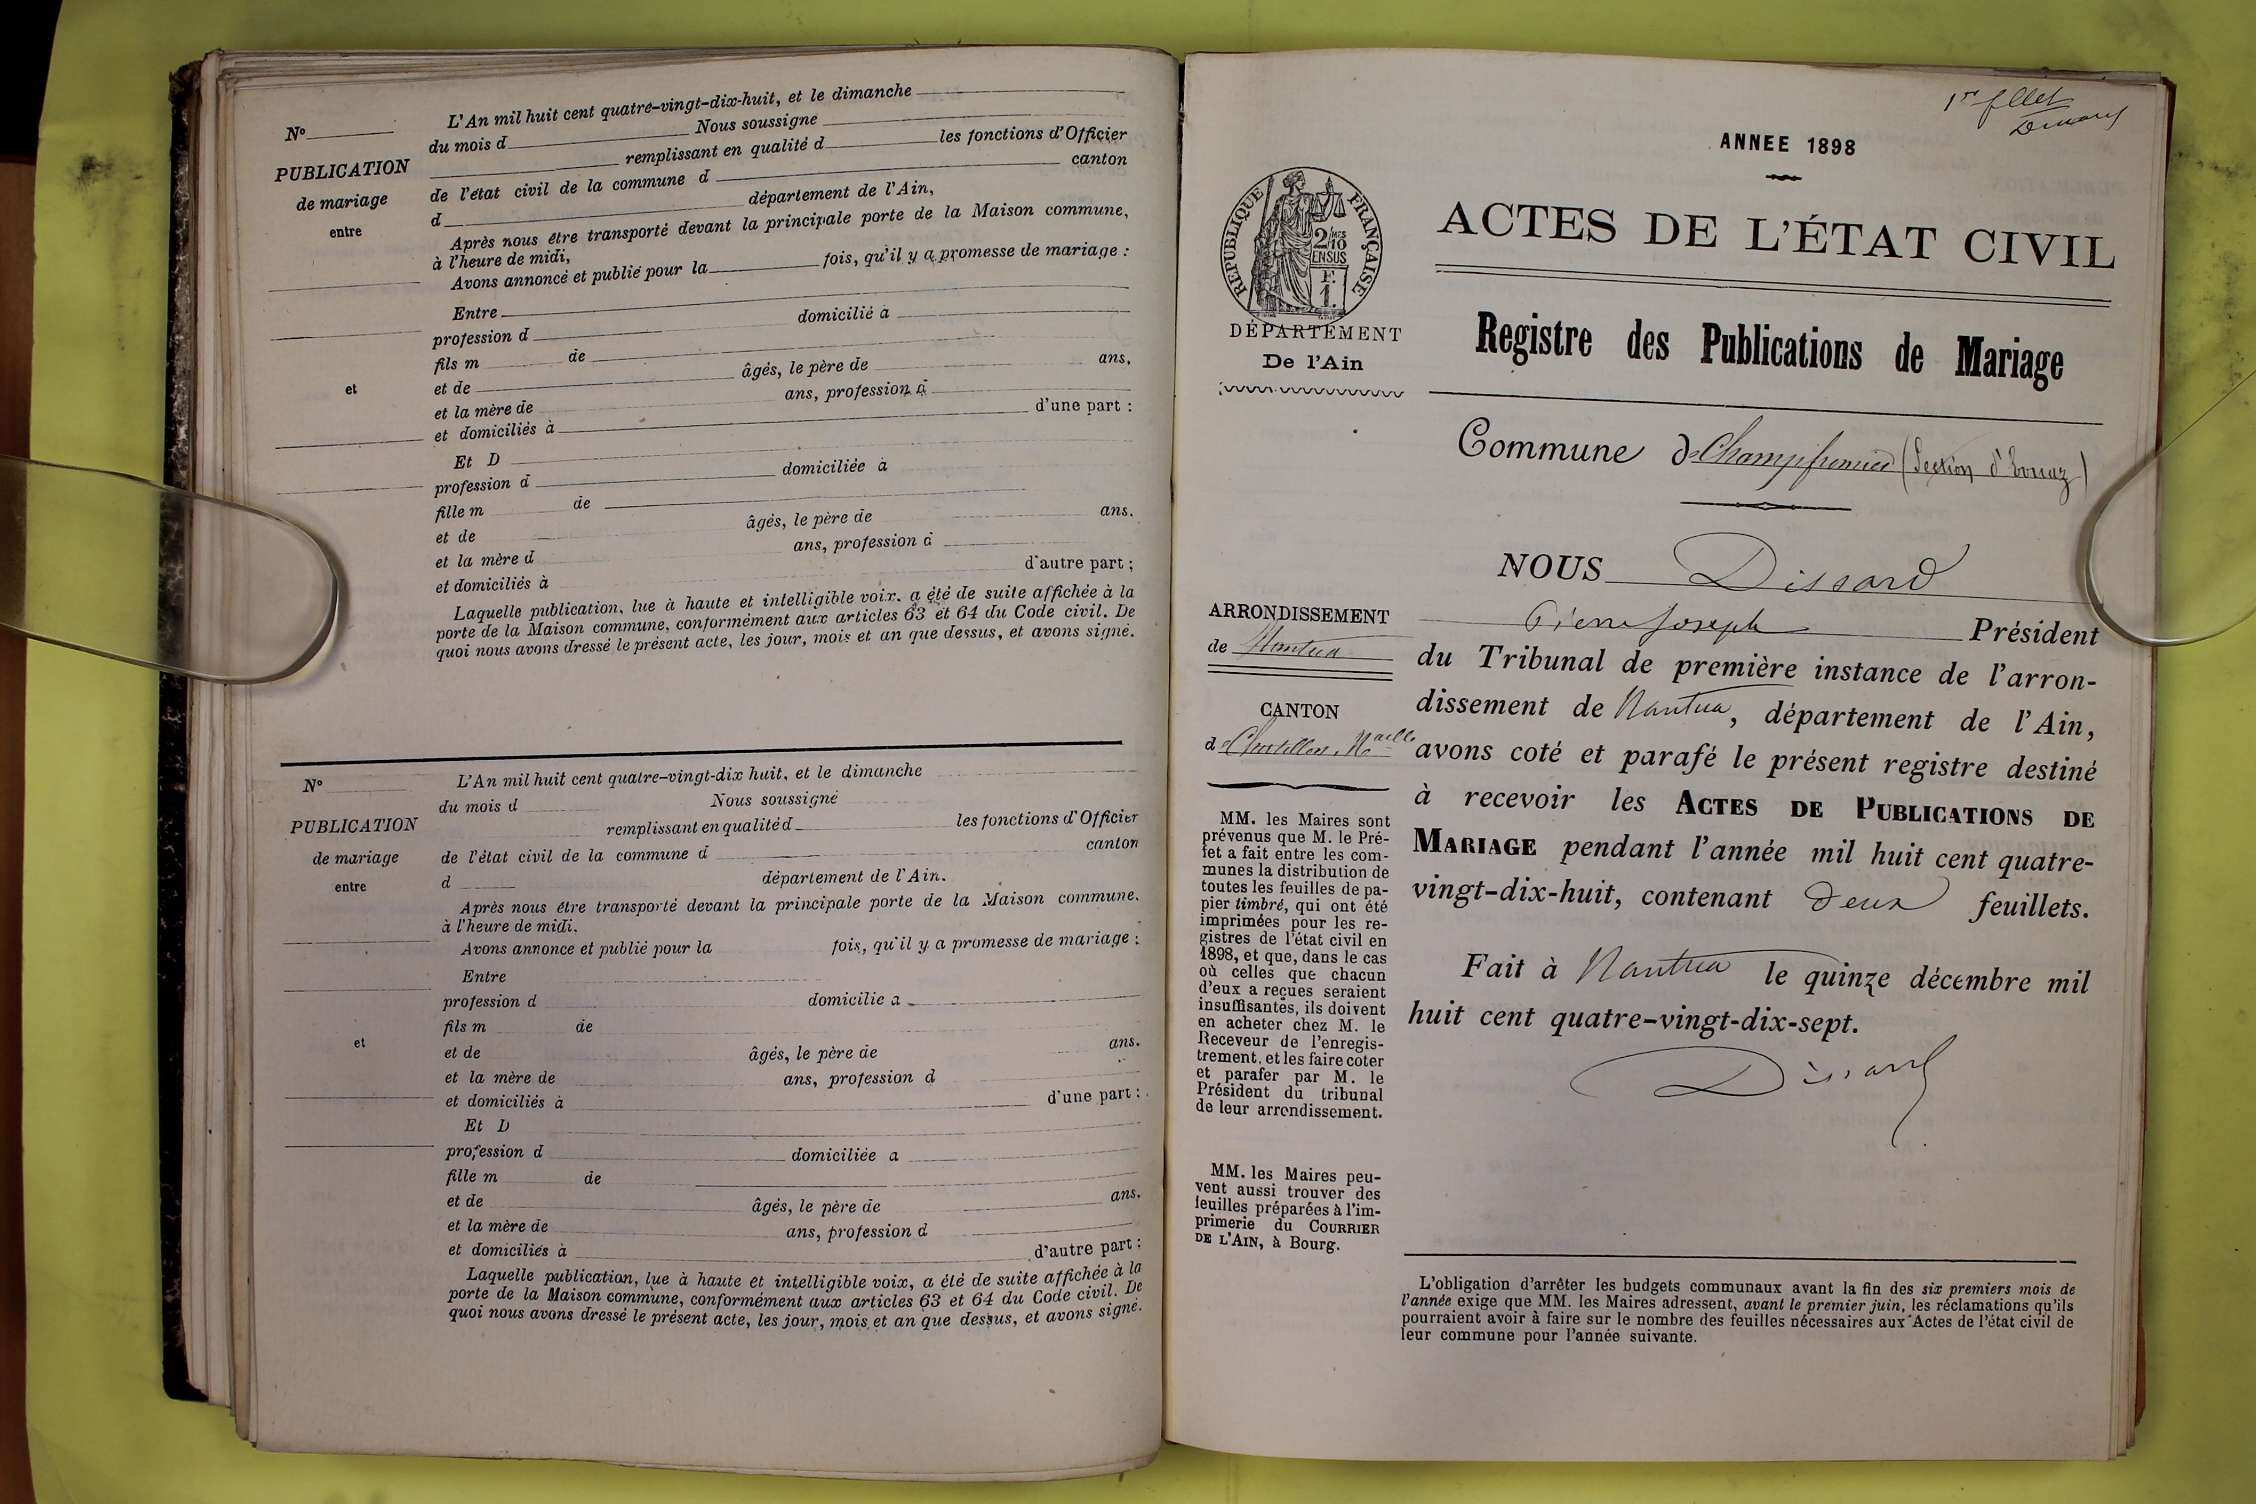 L'An mil huit cent quatre-vingt-dix-huit, et le dimanche
N°
du mois d Nous soussigne
PUBLICATION
de mariage
entre
remplissant en qualité d les fonctions d'Officier
de l'état civil de la commune d canton
d département de l'Ain,
Après nous être transporté devant la principale porte de la Maison commune,
à l'heure de midi,
Avons annoncé et publié pour la fois, qu'il y a promesse de mariage :
Entre
profession d domicilié à
fils m de
et de âgés, le père de ans,
et
et la mère de ans, profession d
et domiciliés à d'une part :
Et D
profession d domiciliée à
fille m de
et de âgés, le père de ans.
et la mère d ans, profession d
et domiciliés à d'autre part ;
Laquelle publication, lue à haute et intelligible voix, a été de suite affichée à la
porte de la Maison commune, conformément aux articles 63 et 64 du Code civil. De
quoi nous avons dressé le présent acte, les jour, mois et an que dessus, et avons signé.
L'An mil huit cent quatre-vingt-dix huit, et le dimanche
N°
du mois d Nous soussigné
PUBLICATION
de mariage
entre
remplissant en qualité d les fonctions d'Officier
de l'état civil de la commune d canton
d département de l'Ain.
Après nous être transporté devant la principale porte de la Maison commune,
à l'heure de midi.
Avons annonce et publié pour la fois, qu'il y a promesse de mariage ;
Entre
profession d domicilie a
fils m de
et de âgés, le père de ans.
et
et la mère de ans, profession d
et domiciliés à d'une part ;
Et D
profession d domiciliée a
fille m de
et de âgés, le père de ans.
et la mère de ans, profession d
et domiciliés à d'autre part ;
Laquelle publication, lue à haute et intelligible voix, a été de suite affichée à la
porte de la Maison commune, conformément aux articles 63 et 64 du Code civil. De
quoi nous avons dressé le présent acte, les jour, mois et an que dessus, et avons signé.
1er fllet
ANNEE 1898
RÉPUBLIQUE FRANÇAISE
2/MES
10
EN SUS
F.
1.
DÉPARTEMENT
De l'Ain
ACTES DE L'ÉTAT CIVIL
Registre des Publications de Mariage
Commune de Champfromier (Section d'Evouaz)
NOUS Dissard
Pierre Joseph Président
du Tribunal de première instance de l'arron-
dissement de Nantua, département de l'Ain,
avons coté et parafé le présent registre destiné
à recevoir les ACTES DE PUBLICATIONS DE
MARIAGE pendant l'année mil huit cent quatre-
vingt-dix-huit, contenant deux feuillets.
Fait à Nantua le quinze décembre mil
huit cent quatre-vingt-dix-sept.
Dissard
ARRONDISSEMENT
de Nantua
CANTON
de Chatillon Mcaille
MM. les Maires sont
prévenus que M. le Pré-
fet a fait entre les com-
munes la distribution de
toutes les feuilles de pa-
pier timbré, qui ont été
imprimées pour les re-
gistres de l'état civil en
1898, et que, dans le cas
où celles que chacun
d'eux a reçues seraient
insuffisantes, ils doivent
en acheter chez M. le
Receveur de l'enregis-
trement, et les faire coter
et parafer par M. le
Président du tribunal
de leur arrondissement.
MM. les Maires peu-
vent aussi trouver des
feuilles préparées à l'im-
primerie du COURRIER
DE L'AIN, à Bourg.
L'obligation d'arrêter les budgets communaux avant la fin des six premiers mois de
l'année exige que MM. les Maires adressent, avant le premier juin, les réclamations qu'ils
pourraient avoir à faire sur le nombre des feuilles nécessaires aux Actes de l'état civil de
leur commune pour l'année suivante.